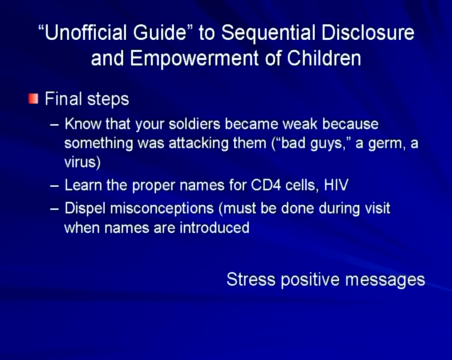 “Unofficial Guide” to Sequential Disclosure
and Empowerment of Children
Final steps
– Know that your soldiers became weak because
something was attacking them (“bad guys,” a germ, a
virus)
– Learn the proper names for CD4 cells, HIV
– Dispel misconceptions (must be done during visit
when names are introduced
Stress positive messages